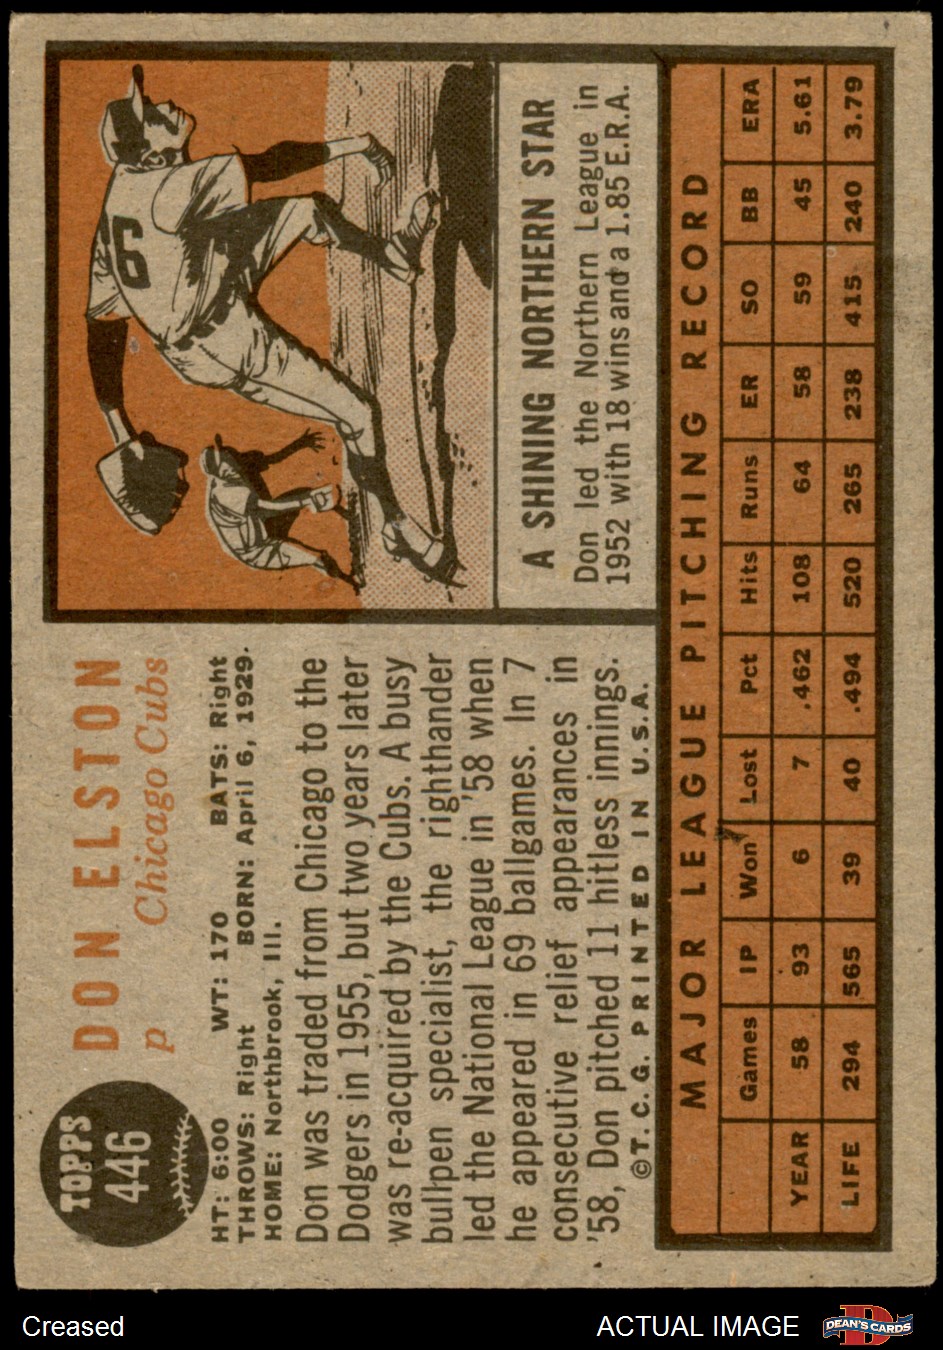 TOPPS
446
DON ELSTON
p Chicago Cubs
HT: 6:00 WT: 170 BATS: Right
THROWS: Right BORN: April 6, 1929.
HOME: Northbrook, Ill.
Don was traded from Chicago to the
Dodgers in 1955, but two years later
was re-acquired by the Cubs. A busy
bullpen specialist, the righthander
led the National League in '58 when
he appeared in 69 ballgames. In 7
consecutive relief appearances in
'58, Don pitched 11 hitless innings.
©T. C. G. PRINTED IN U.S.A.
6
A SHINING NORTHERN STAR
Don led the Northern League in
1952 with 18 wins and a 1.85 E.R.A.
MAJOR LEAGUE PITCHING RECORD
Games IP Won Lost Pct Hits Runs ER SO BB ERA
YEAR 58 93 6 7 .462 108 64 58 59 45 5.61
LIFE 294 565 39 40 .494 520 265 238 415 240 3.79
Creased
ACTUAL IMAGE
D
DEAN'S CARDS